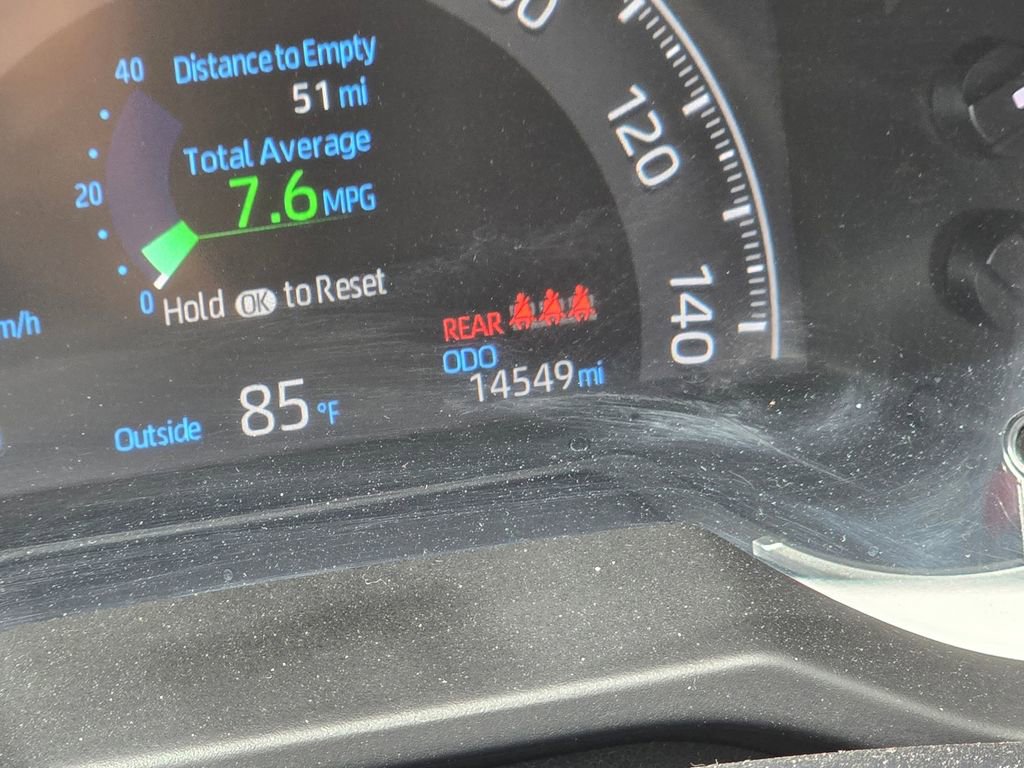 40
Distance to Empty
51 mi
Total Average
20
7.6 MPG
0
Hold OK to Reset
120
140
REAR
ODO
14549 mi
m/h
Outside 85 °F